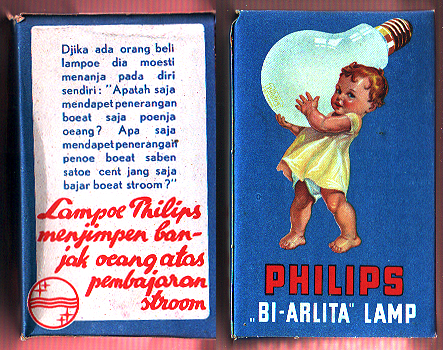 Djika ada orang beli
lampoe dia moesti
menanja pada diri
sendiri: "Apatah saja
mendapet penerangan
boeat saja poenja
oeang? Apa saja
mendapet penerangan
penoe boeat saben
satoe cent jang saja
bajar boeat stroom?"
Lampoe Philips
menjimpen ban-
jak oeang atas
pembajaran
stroom
PHILIPS
„BI-ARLITA" LAMP